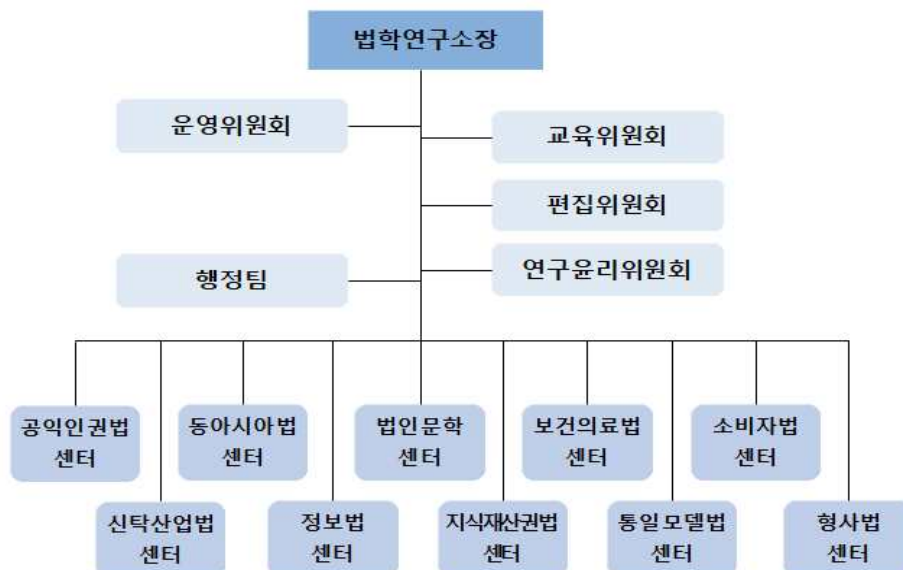 법학연구소장
운영위원회
교육위원회
편집위원회
행정팀
연구윤리위원회
공익인권법
센터
동아시아법
센터
법인문학
센터
보건의료법
센터
소비자법
센터
신탁산업법
센터
정보법
센터
지식재산권법
센터
통일모델법
센터
형사법
센터